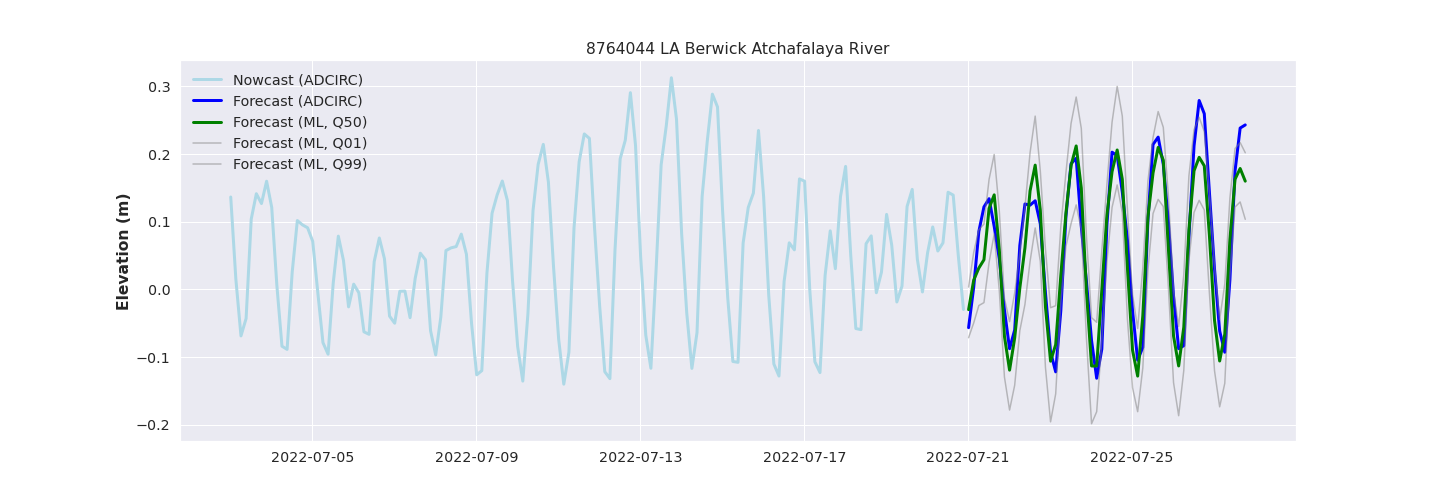 8764044 LA Berwick Atchafalaya River
Nowcast (ADCIRC)
Forecast (ADCIRC)
Forecast (ML, Q50)
Forecast (ML, Q01)
Forecast (ML, Q99)
Elevation (m)
0.3
0.2
0.1
0.0
−0.1
−0.2
2022-07-05 2022-07-09 2022-07-13 2022-07-17 2022-07-21 2022-07-25